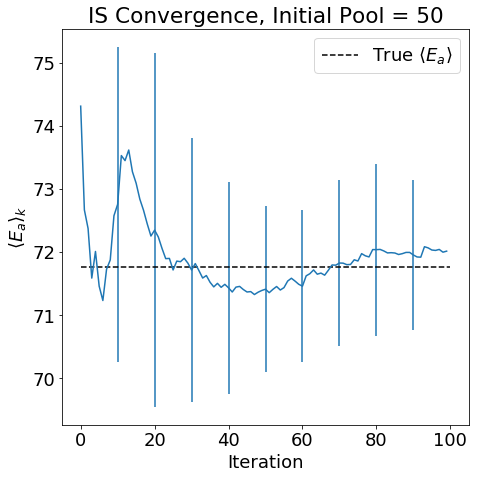 IS Convergence, Initial Pool = 50
True ⟨E_a⟩
⟨E_a⟩_k
75
74
73
72
71
70
0 20 40 60 80 100
Iteration